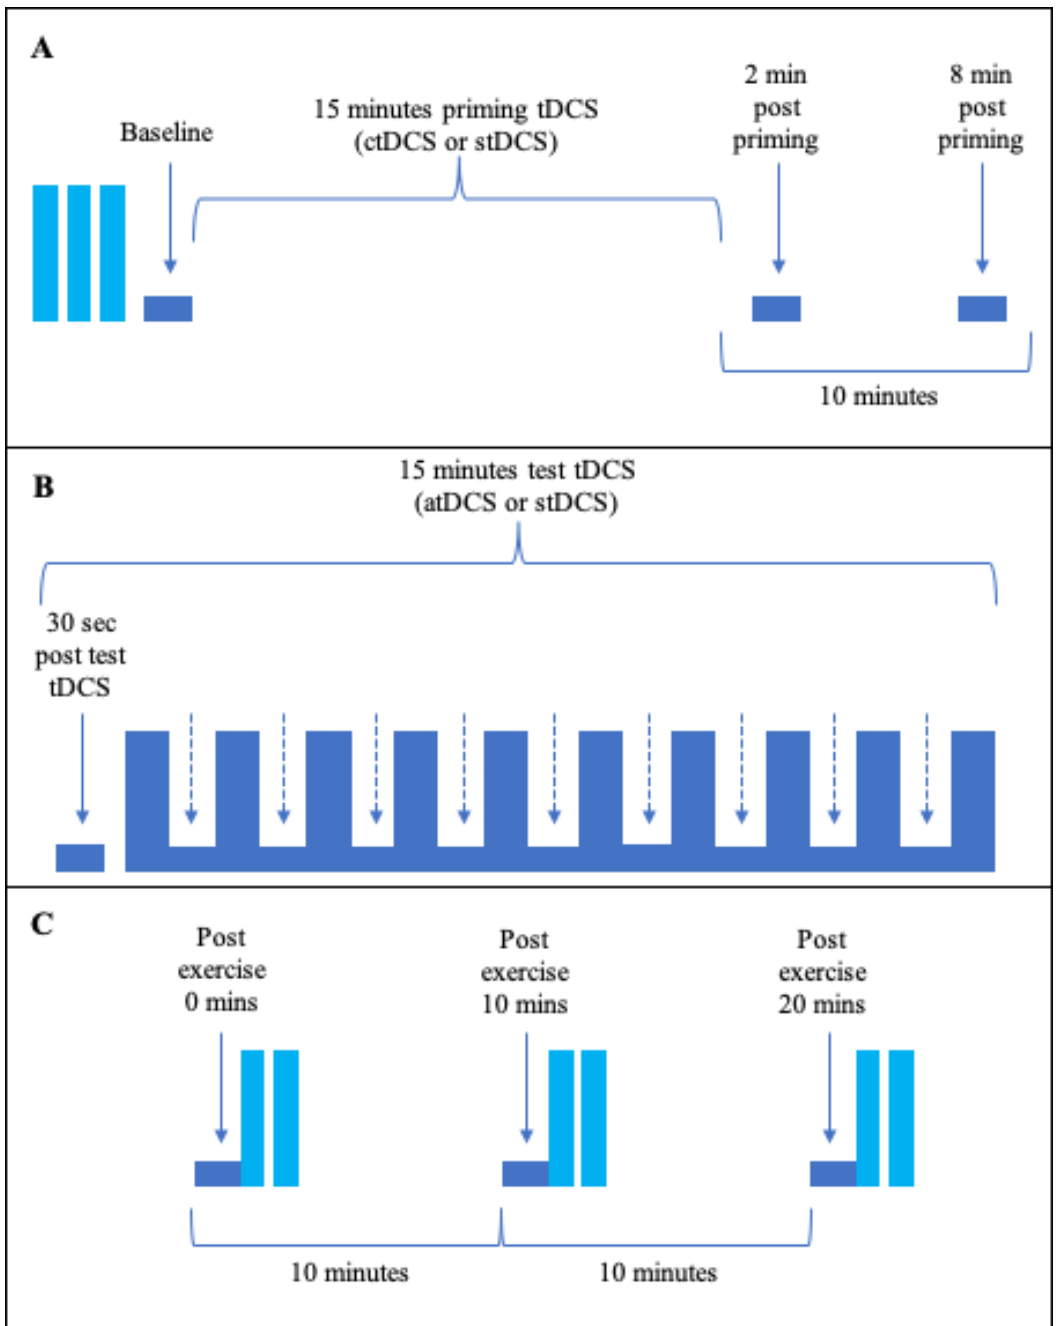 A
Baseline
15 minutes priming tDCS
(ctDCS or stDCS)
2 min
post
priming
8 min
post
priming
10 minutes
B
15 minutes test tDCS
(atDCS or stDCS)
30 sec
post test
tDCS
C
Post
exercise
0 mins
Post
exercise
10 mins
Post
exercise
20 mins
10 minutes
10 minutes